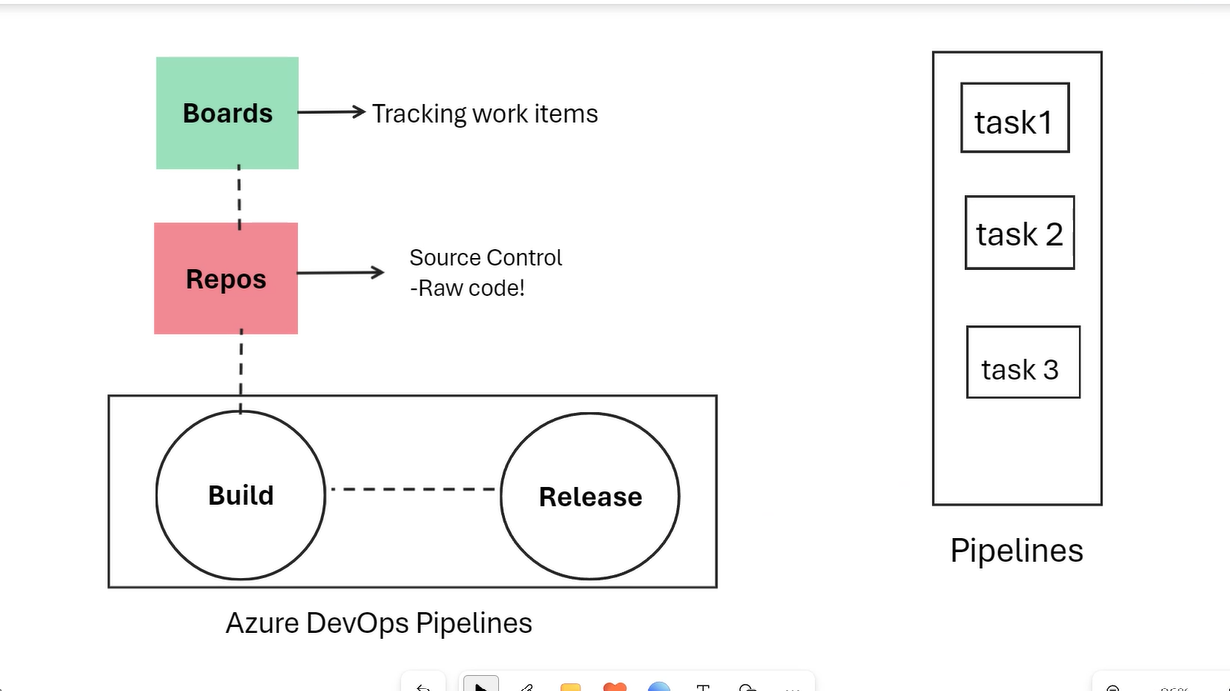 Boards
Tracking work items
Repos
Source Control
-Raw code!
Build
Release
Azure DevOps Pipelines
task1
task 2
task 3
Pipelines